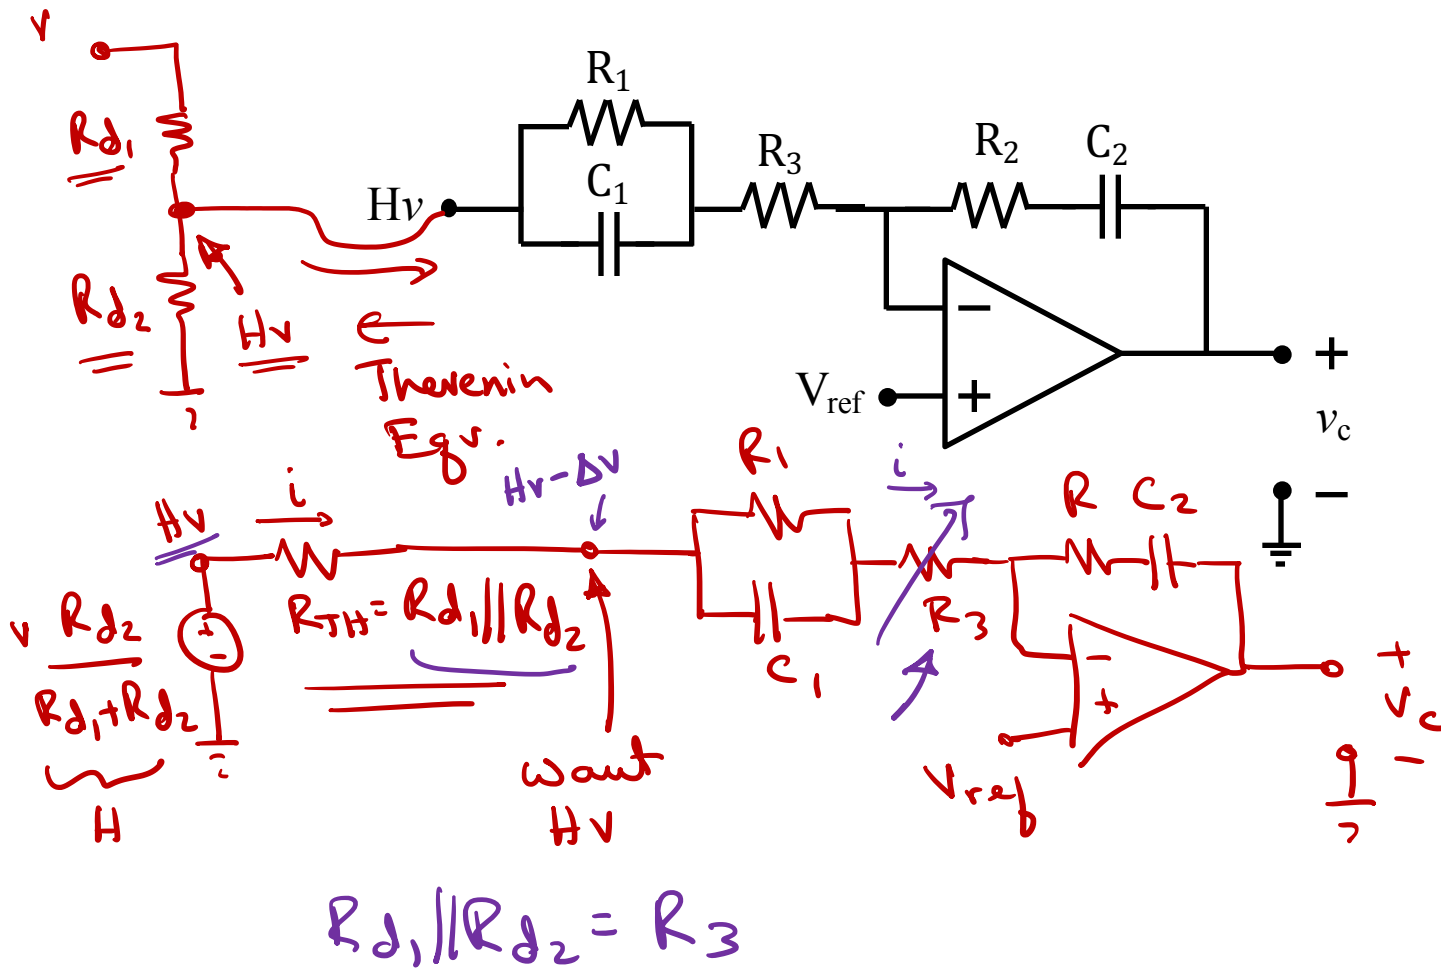 v
R₁
Rd₁
C₁
R₃
R₂
C₂
Hv
Rd₂
Hv
Thevenin
Eqv.
Vref
−
+
+
vc
−
Hv
i
Hv-ΔV
R₁
i
R C₂
v Rd₂
Rd₁+Rd₂
H
+
−
RTH = Rd₁||Rd₂
C₁
R₃
−
+
want
Hv
Vref
+
Vc
−
Rd₁||Rd₂ = R₃